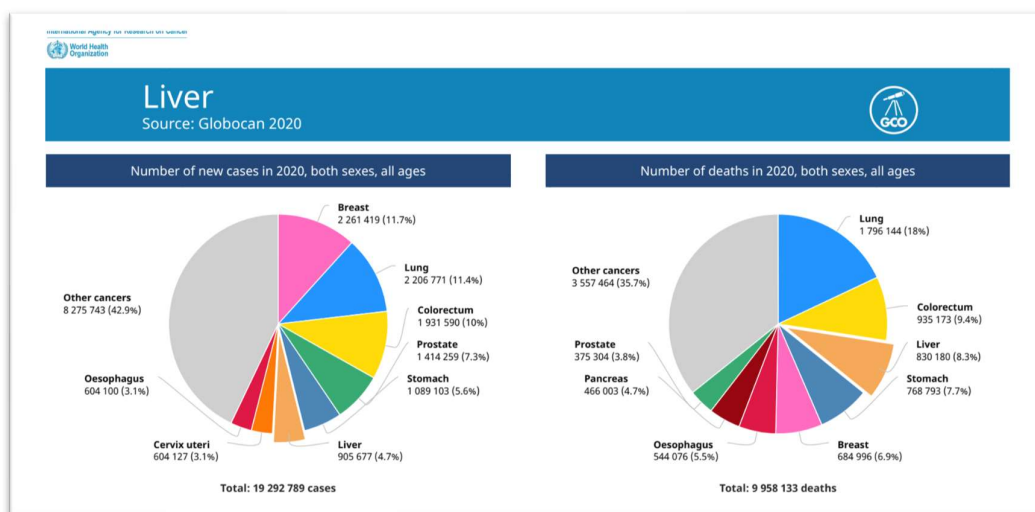 International Agency for Research on Cancer
World Health
Organization
Liver
Source: Globocan 2020
GCO
Number of new cases in 2020, both sexes, all ages
Breast
2 261 419 (11.7%)
Lung
2 206 771 (11.4%)
Colorectum
1 931 590 (10%)
Prostate
1 414 259 (7.3%)
Stomach
1 089 103 (5.6%)
Liver
905 677 (4.7%)
Cervix uteri
604 127 (3.1%)
Oesophagus
604 100 (3.1%)
Other cancers
8 275 743 (42.9%)
Total: 19 292 789 cases
Number of deaths in 2020, both sexes, all ages
Lung
1 796 144 (18%)
Colorectum
935 173 (9.4%)
Liver
830 180 (8.3%)
Stomach
768 793 (7.7%)
Breast
684 996 (6.9%)
Oesophagus
544 076 (5.5%)
Pancreas
466 003 (4.7%)
Prostate
375 304 (3.8%)
Other cancers
3 557 464 (35.7%)
Total: 9 958 133 deaths